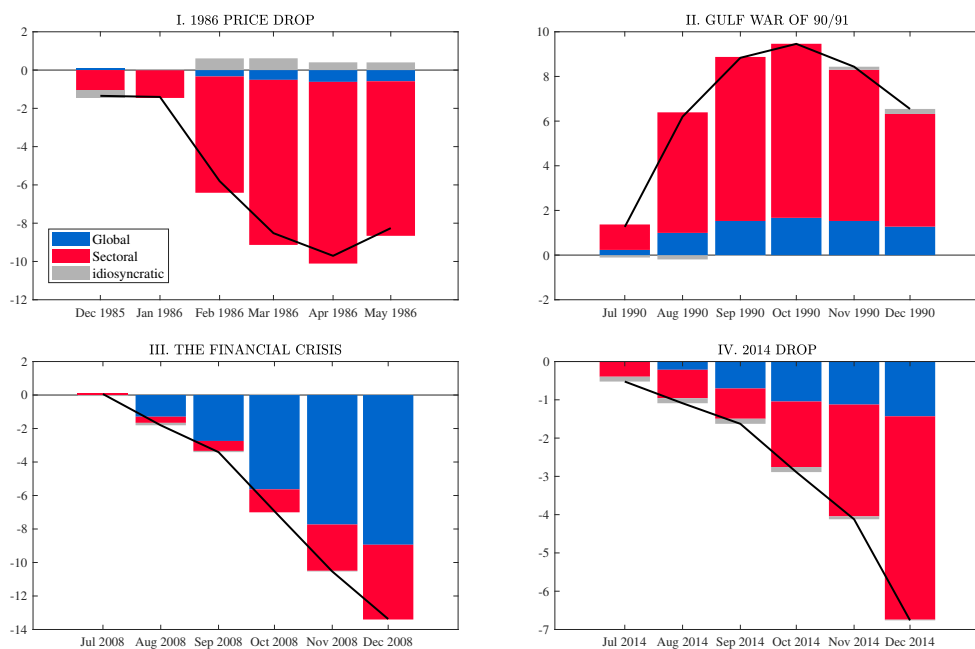 I. 1986 PRICE DROP
2
0
-2
-4
-6
-8
-10
-12
Global
Sectoral
idiosyncratic
Dec 1985 Jan 1986 Feb 1986 Mar 1986 Apr 1986 May 1986
II. GULF WAR OF 90/91
10
8
6
4
2
0
-2
Jul 1990 Aug 1990 Sep 1990 Oct 1990 Nov 1990 Dec 1990
III. THE FINANCIAL CRISIS
2
0
-2
-4
-6
-8
-10
-12
-14
Jul 2008 Aug 2008 Sep 2008 Oct 2008 Nov 2008 Dec 2008
IV. 2014 DROP
0
-1
-2
-3
-4
-5
-6
-7
Jul 2014 Aug 2014 Sep 2014 Oct 2014 Nov 2014 Dec 2014